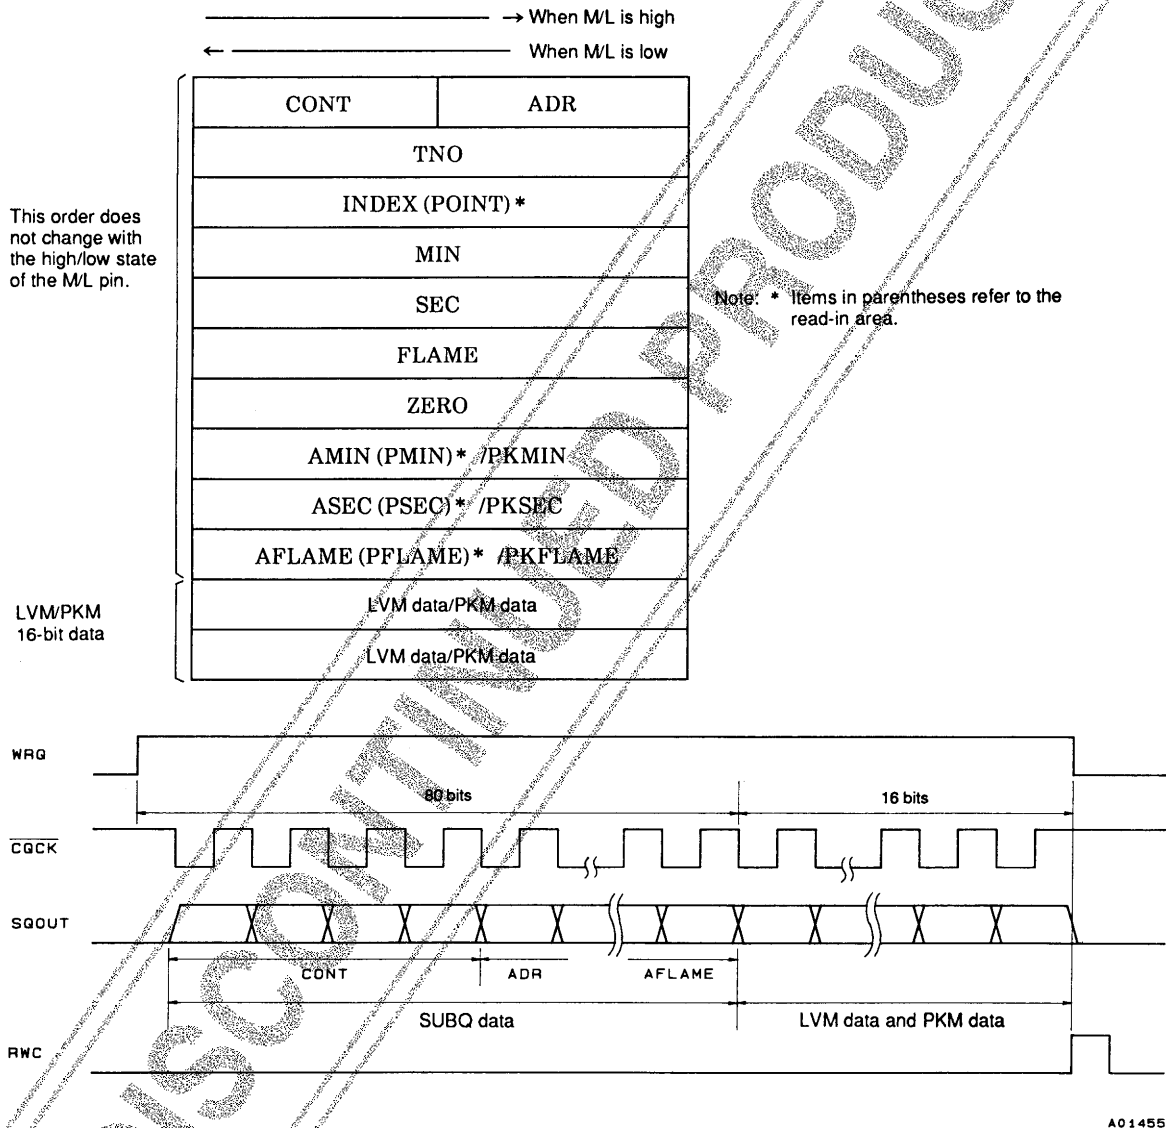 → When M/L is high
← When M/L is low
CONT ADR
TNO
INDEX (POINT) *
MIN
SEC
FLAME
ZERO
AMIN (PMIN) * /PKMIN
ASEC (PSEC) * /PKSEC
AFLAME (PFLAME) * /PKFLAME
LVM data/PKM data
LVM data/PKM data
This order does
not change with
the high/low state
of the M/L pin.
LVM/PKM
16-bit data
Note: * Items in parentheses refer to the
read-in area.
WRQ
80 bits 16 bits
CQCK
SQOUT
CONT ADR AFLAME
SUBQ data LVM data and PKM data
RWC
A01455
DISCONTINUED PRODUC